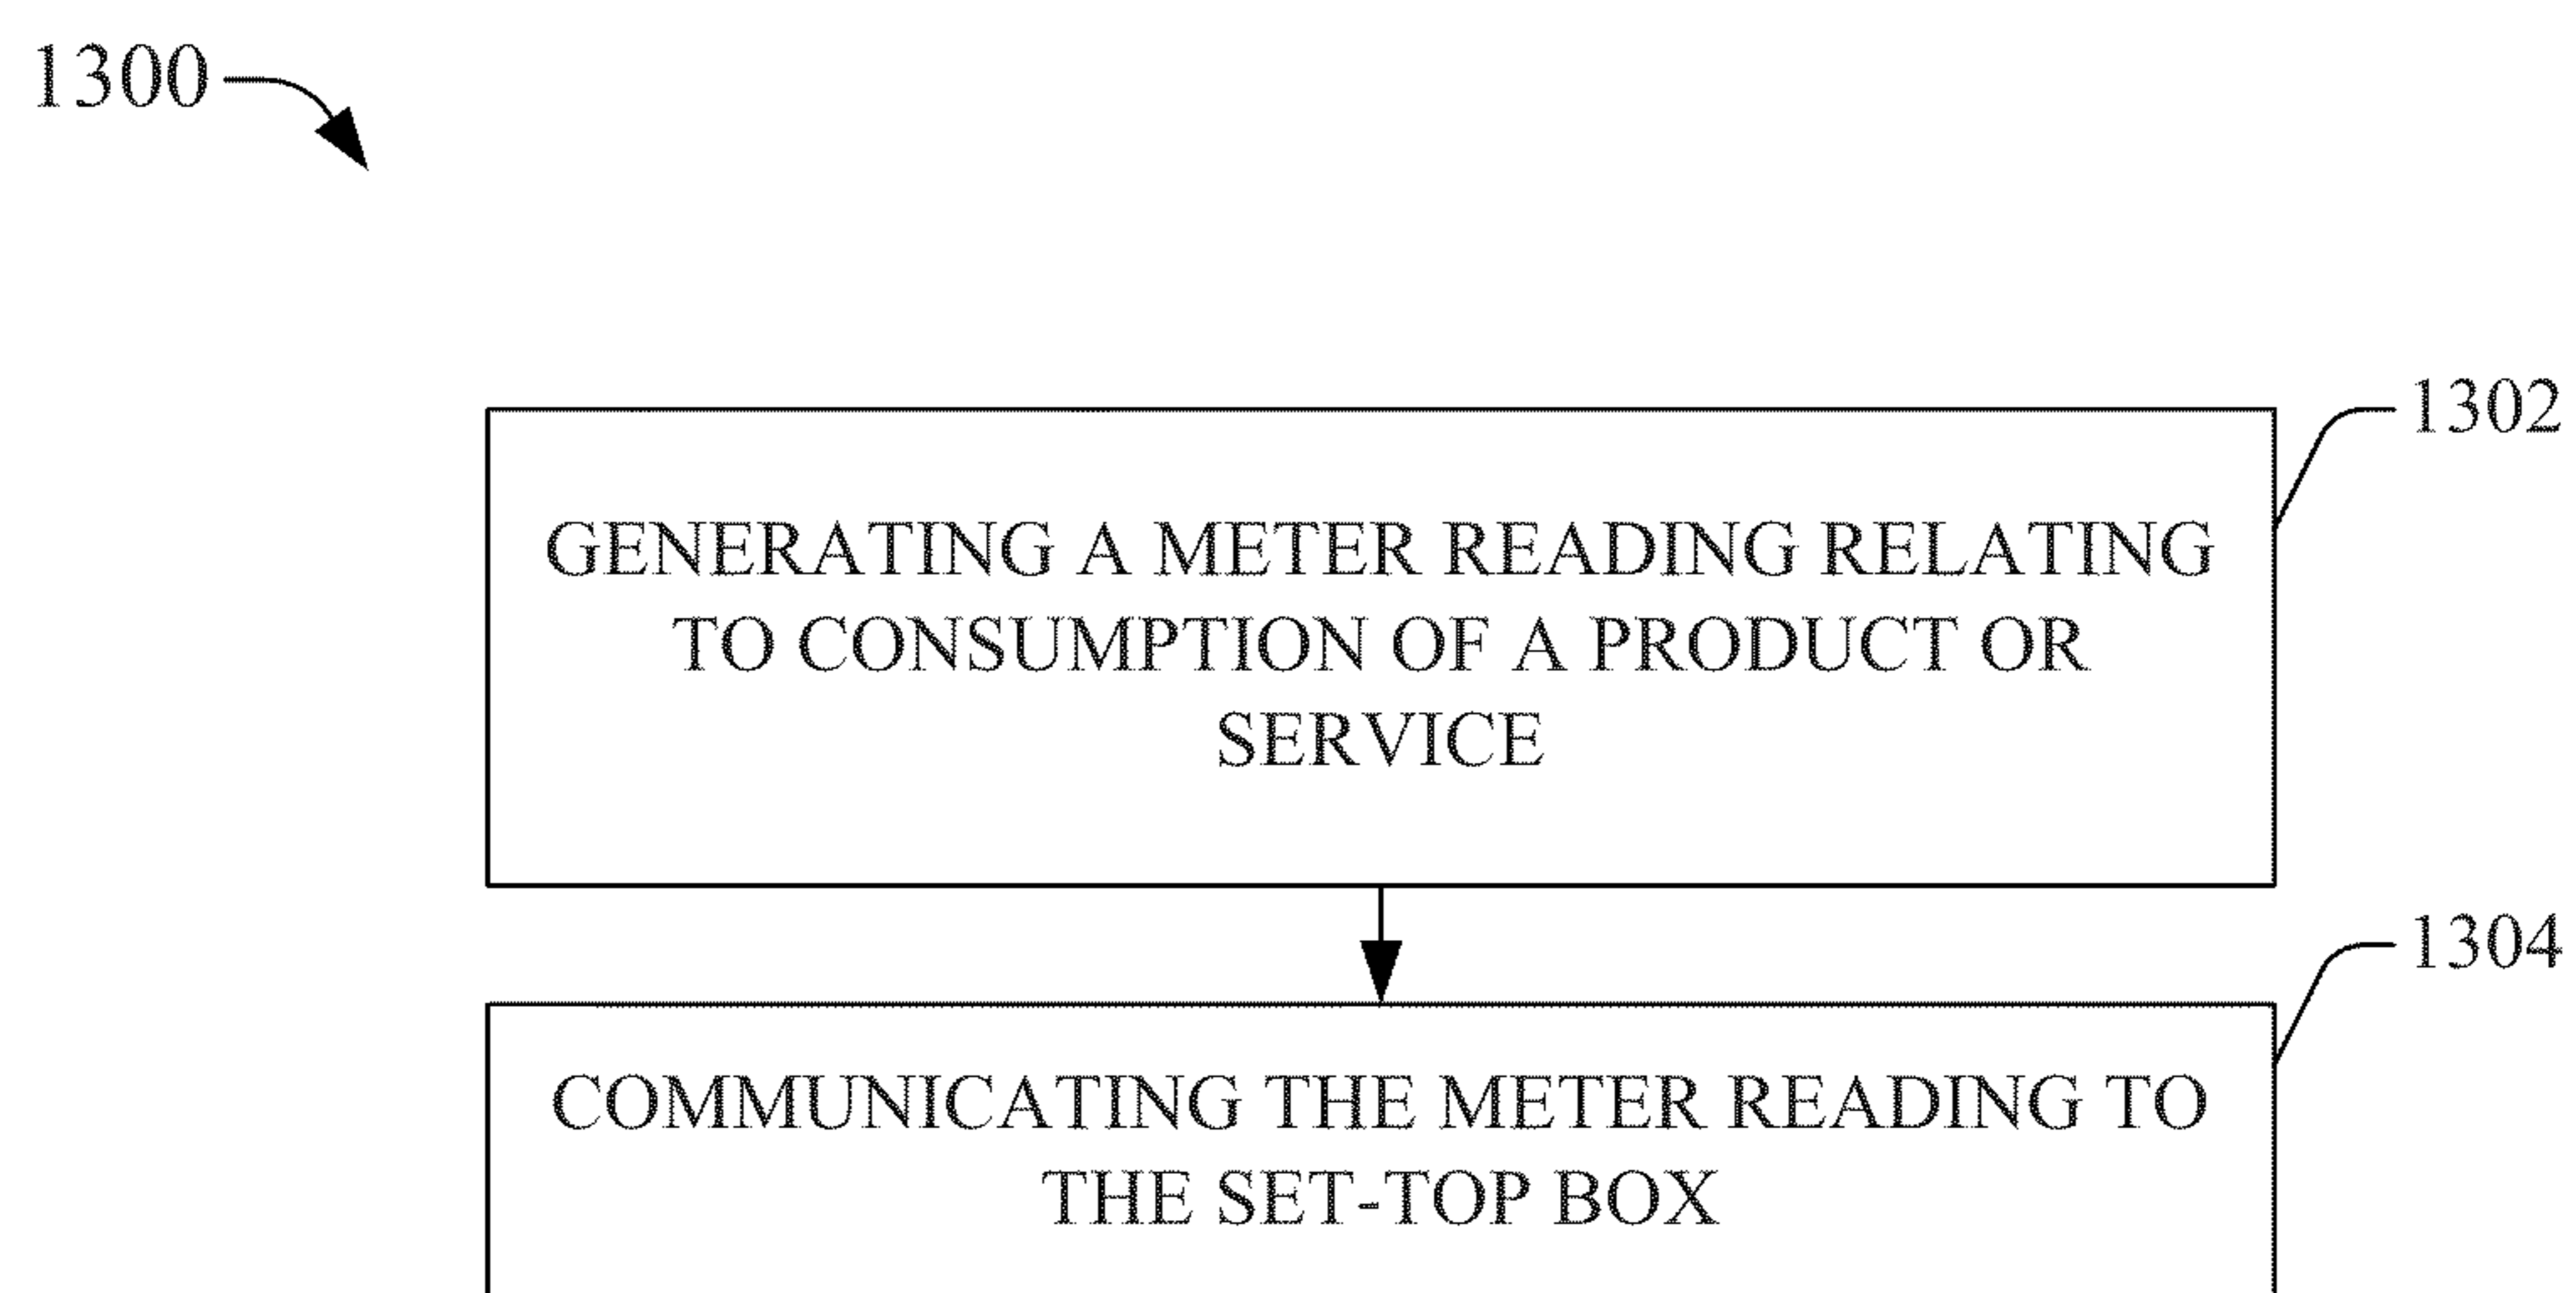 1300
1302
GENERATING A METER READING RELATING
TO CONSUMPTION OF A PRODUCT OR
SERVICE
1304
COMMUNICATING THE METER READING TO
THE SET-TOP BOX